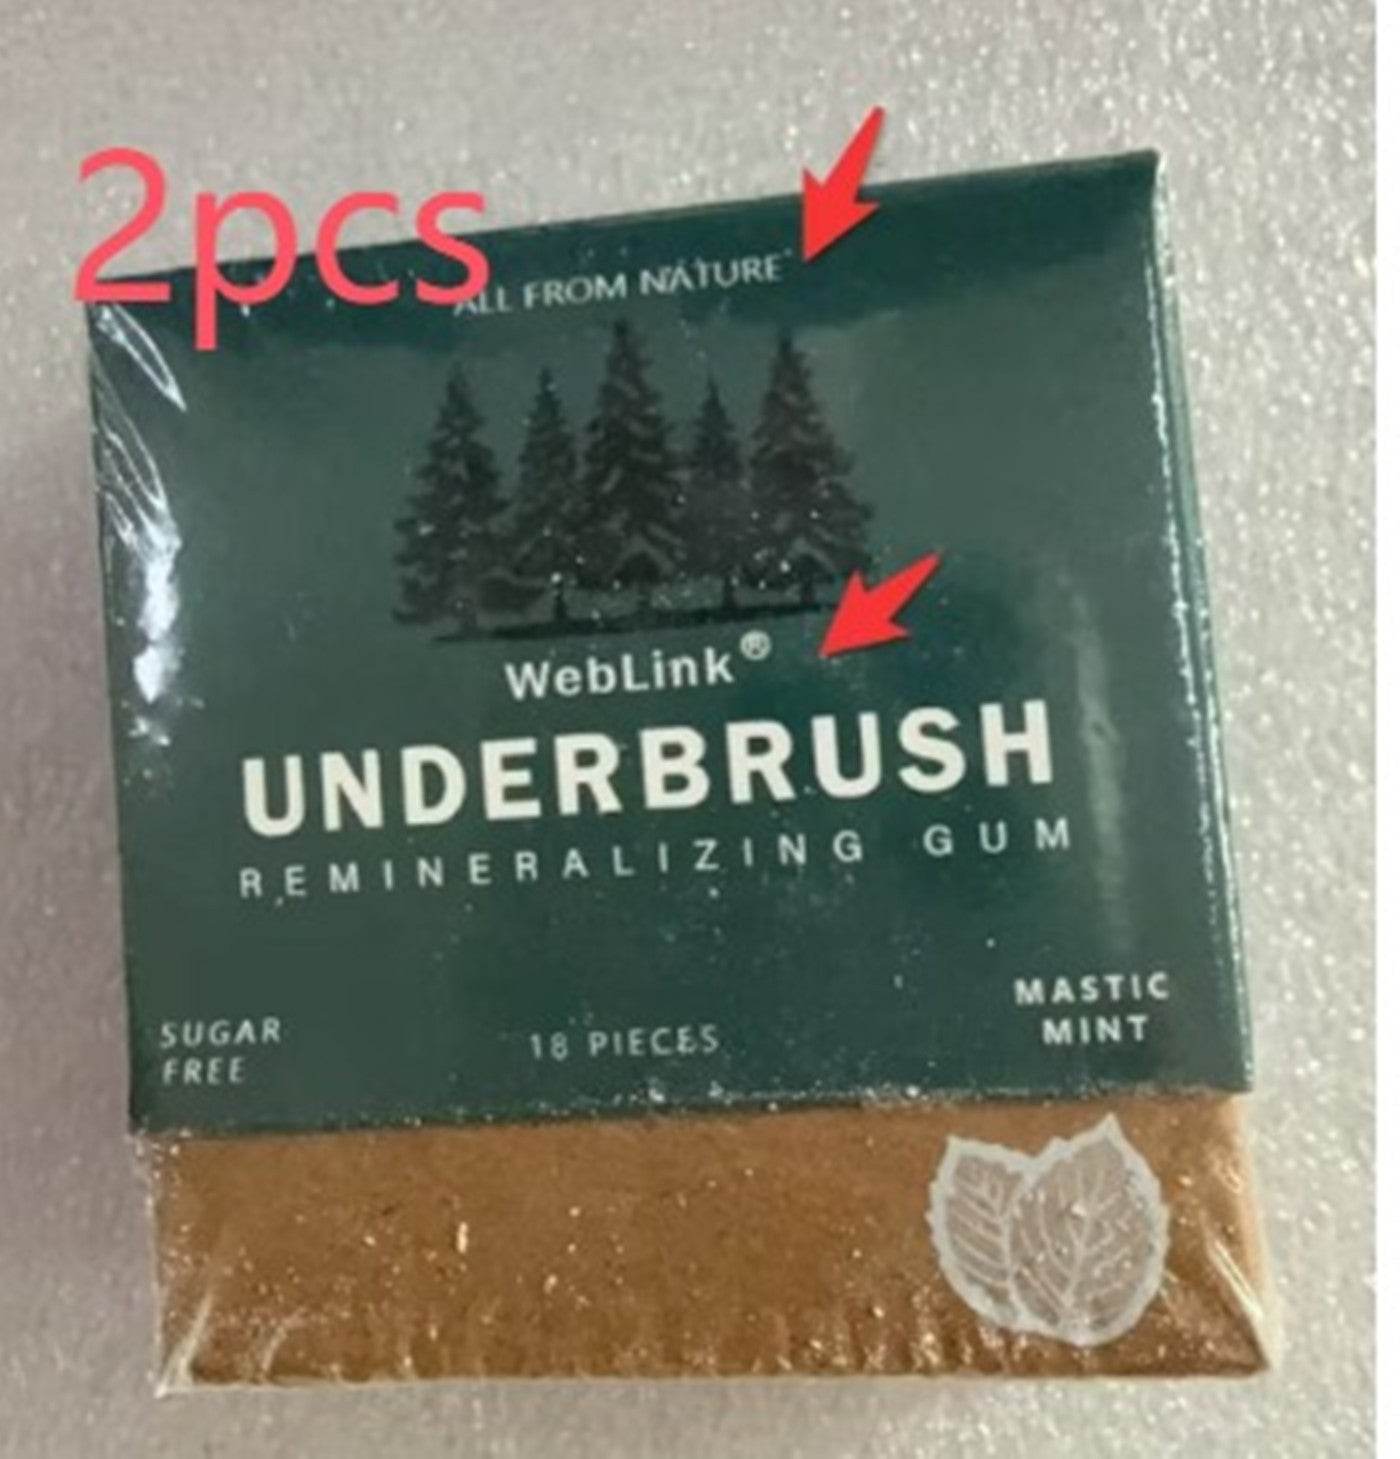 2pcs
ALL FROM NATURE
WebLink®
UNDERBRUSH
REMINERALIZING GUM
SUGAR
FREE
18 PIECES
MASTIC
MINT